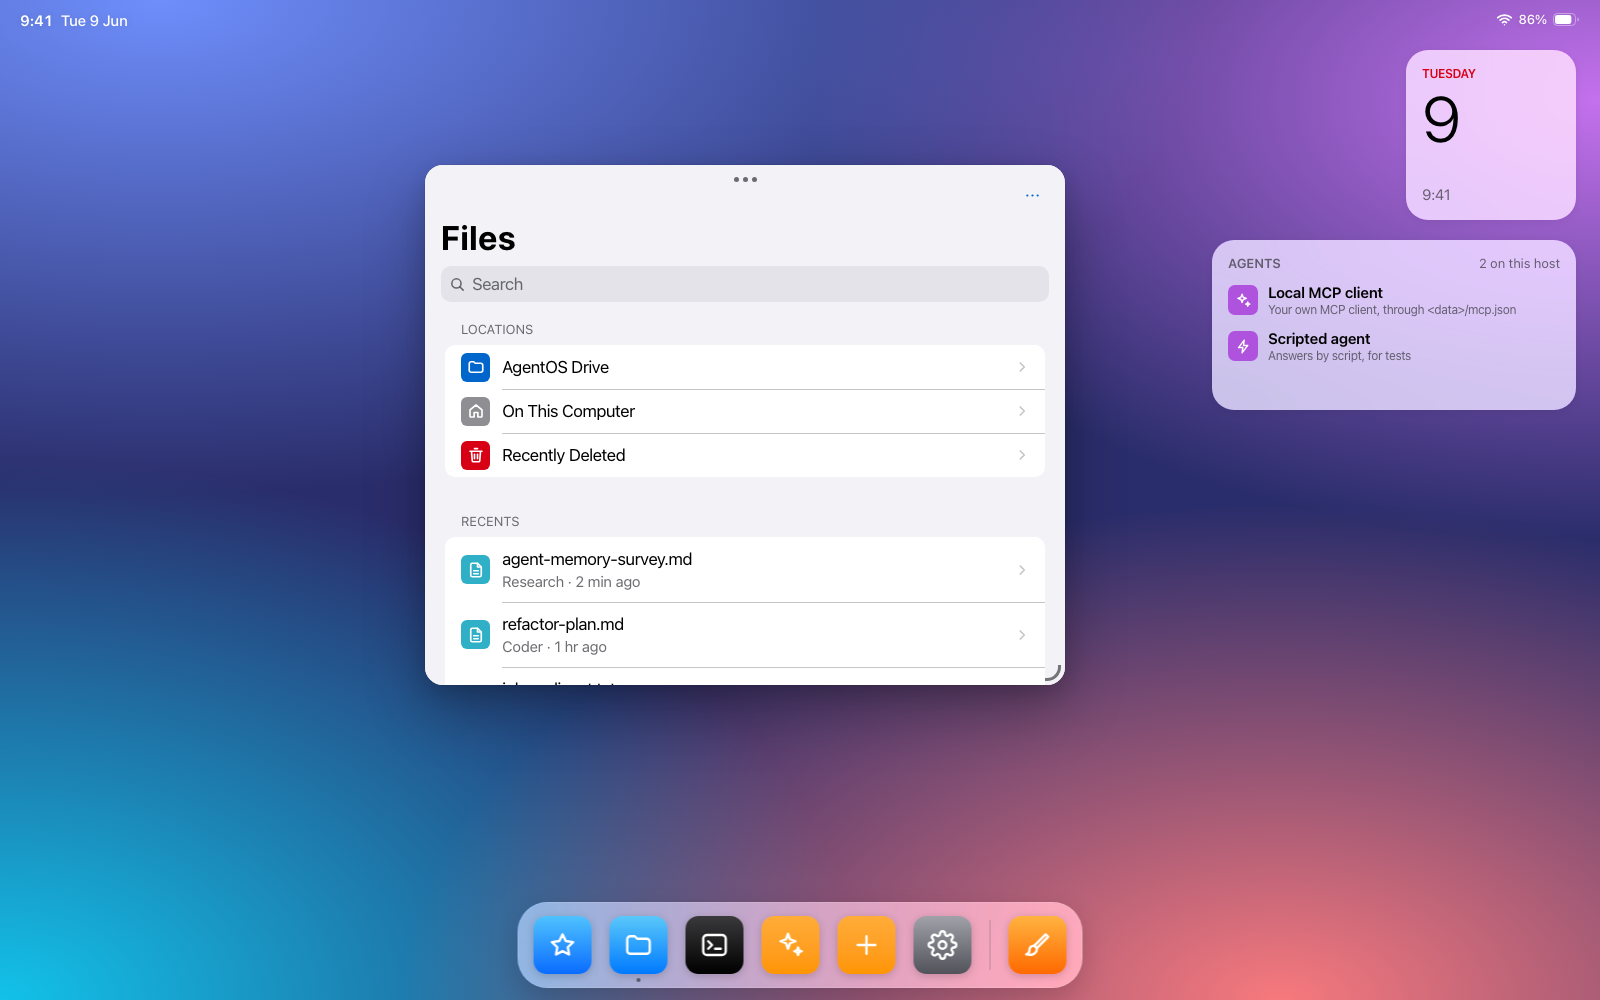 9:41 Tue 9 Jun
86%
TUESDAY
9
9:41
AGENTS
2 on this host
Local MCP client
Your own MCP client, through <data>/mcp.json
Scripted agent
Answers by script, for tests
Files
Search
LOCATIONS
AgentOS Drive
On This Computer
Recently Deleted
RECENTS
agent-memory-survey.md
Research · 2 min ago
refactor-plan.md
Coder · 1 hr ago